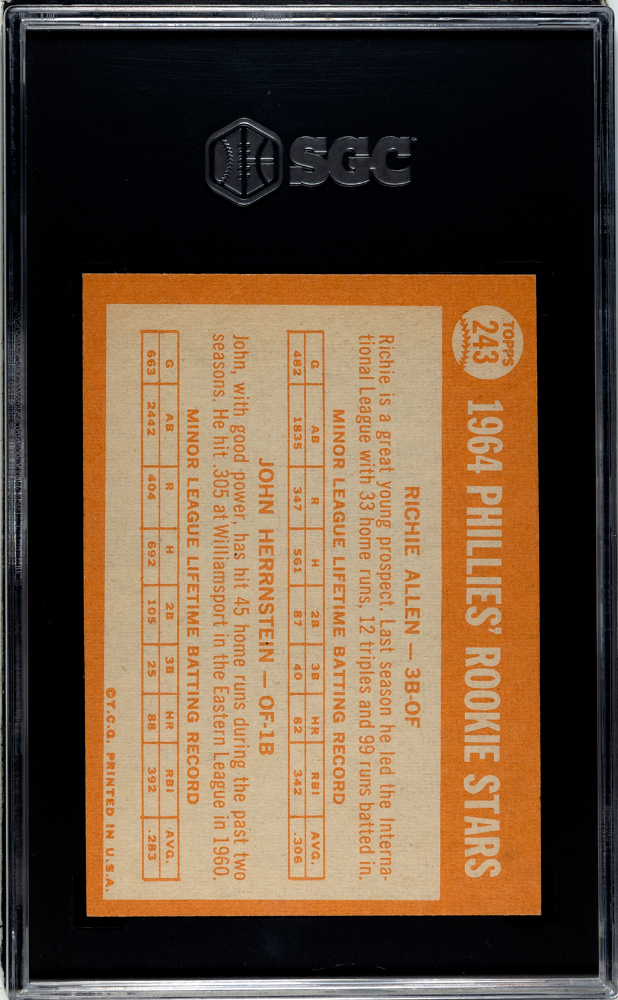 SGC
TOPPS
243
1964 PHILLIES' ROOKIE STARS
RICHIE ALLEN — 3B-OF
Richie is a great young prospect. Last season he led the Interna-
tional League with 33 home runs, 12 triples and 99 runs batted in.
MINOR LEAGUE LIFETIME BATTING RECORD
G AB R H 2B 3B HR RBI AVG.
482 1835 347 561 87 40 82 342 .306
JOHN HERRNSTEIN — OF-1B
John, with good power, has hit 45 home runs during the past two
seasons. He hit .305 at Williamsport in the Eastern League in 1960.
MINOR LEAGUE LIFETIME BATTING RECORD
G AB R H 2B 3B HR RBI AVG.
663 2442 404 692 105 25 88 392 .283
©T.C.G. PRINTED IN U.S.A.